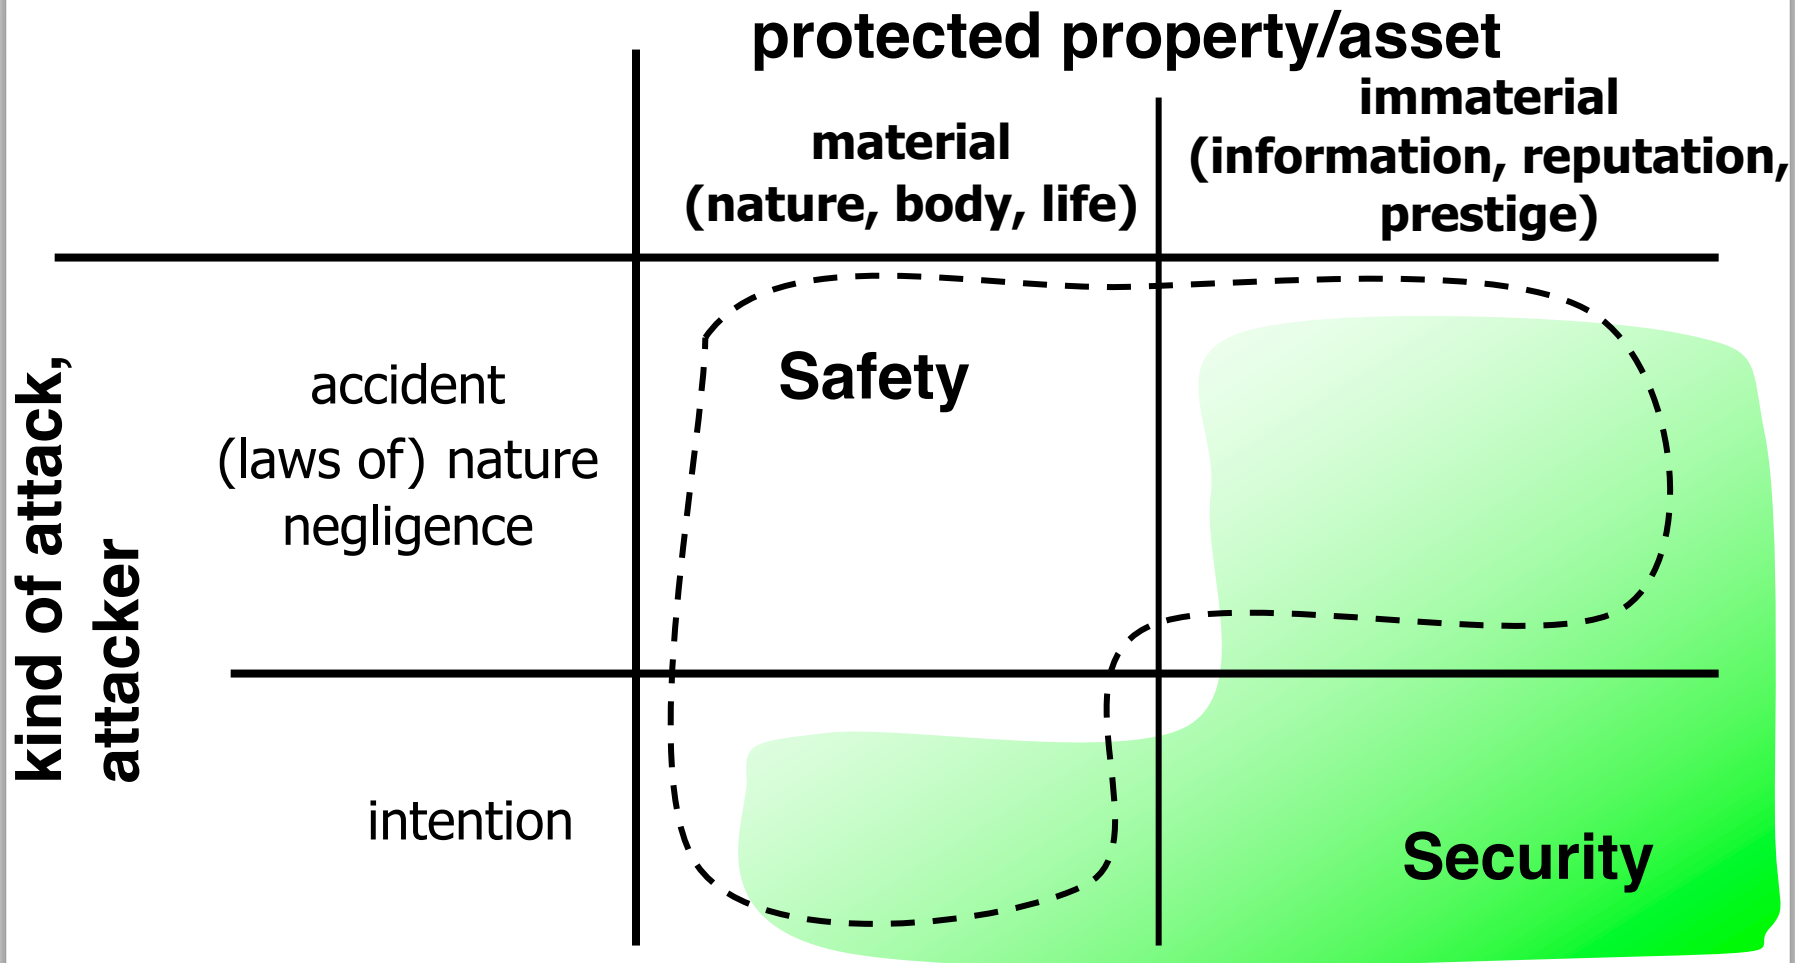 protected property/asset
material
(nature, body, life)
immaterial
(information, reputation,
prestige)
kind of attack,
attacker
accident
(laws of) nature
negligence
Safety
intention
Security